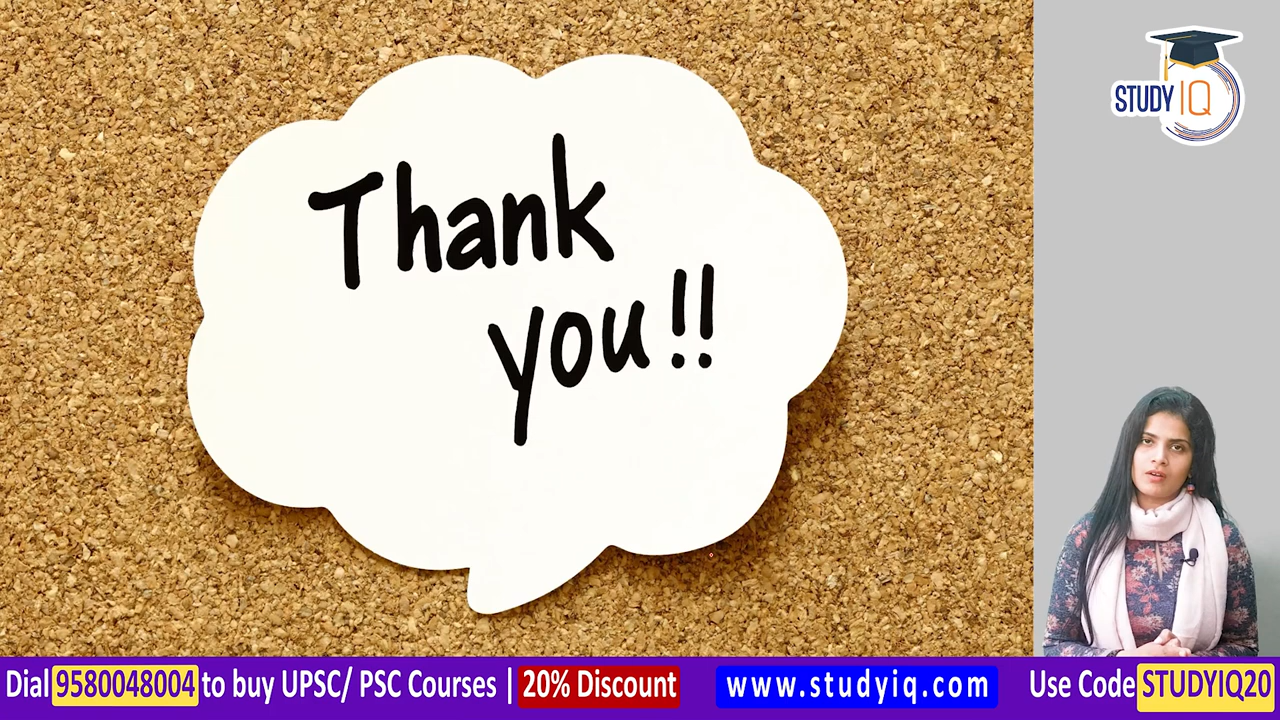 Thank
you!!
STUDY IQ
Dial 9580048004 to buy UPSC/ PSC Courses | 20% Discount www.studyiq.com Use Code STUDYIQ20